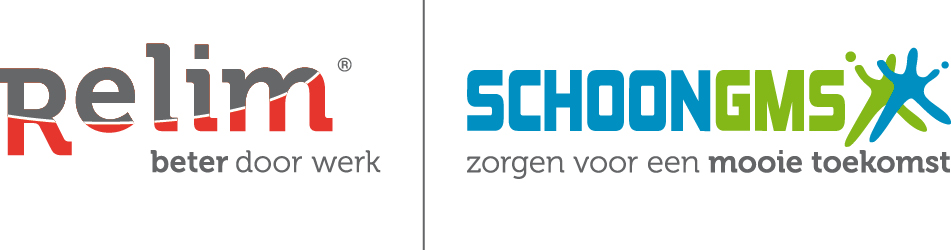 Relim®
beter door werk
SCHOONGMS
zorgen voor een mooie toekomst